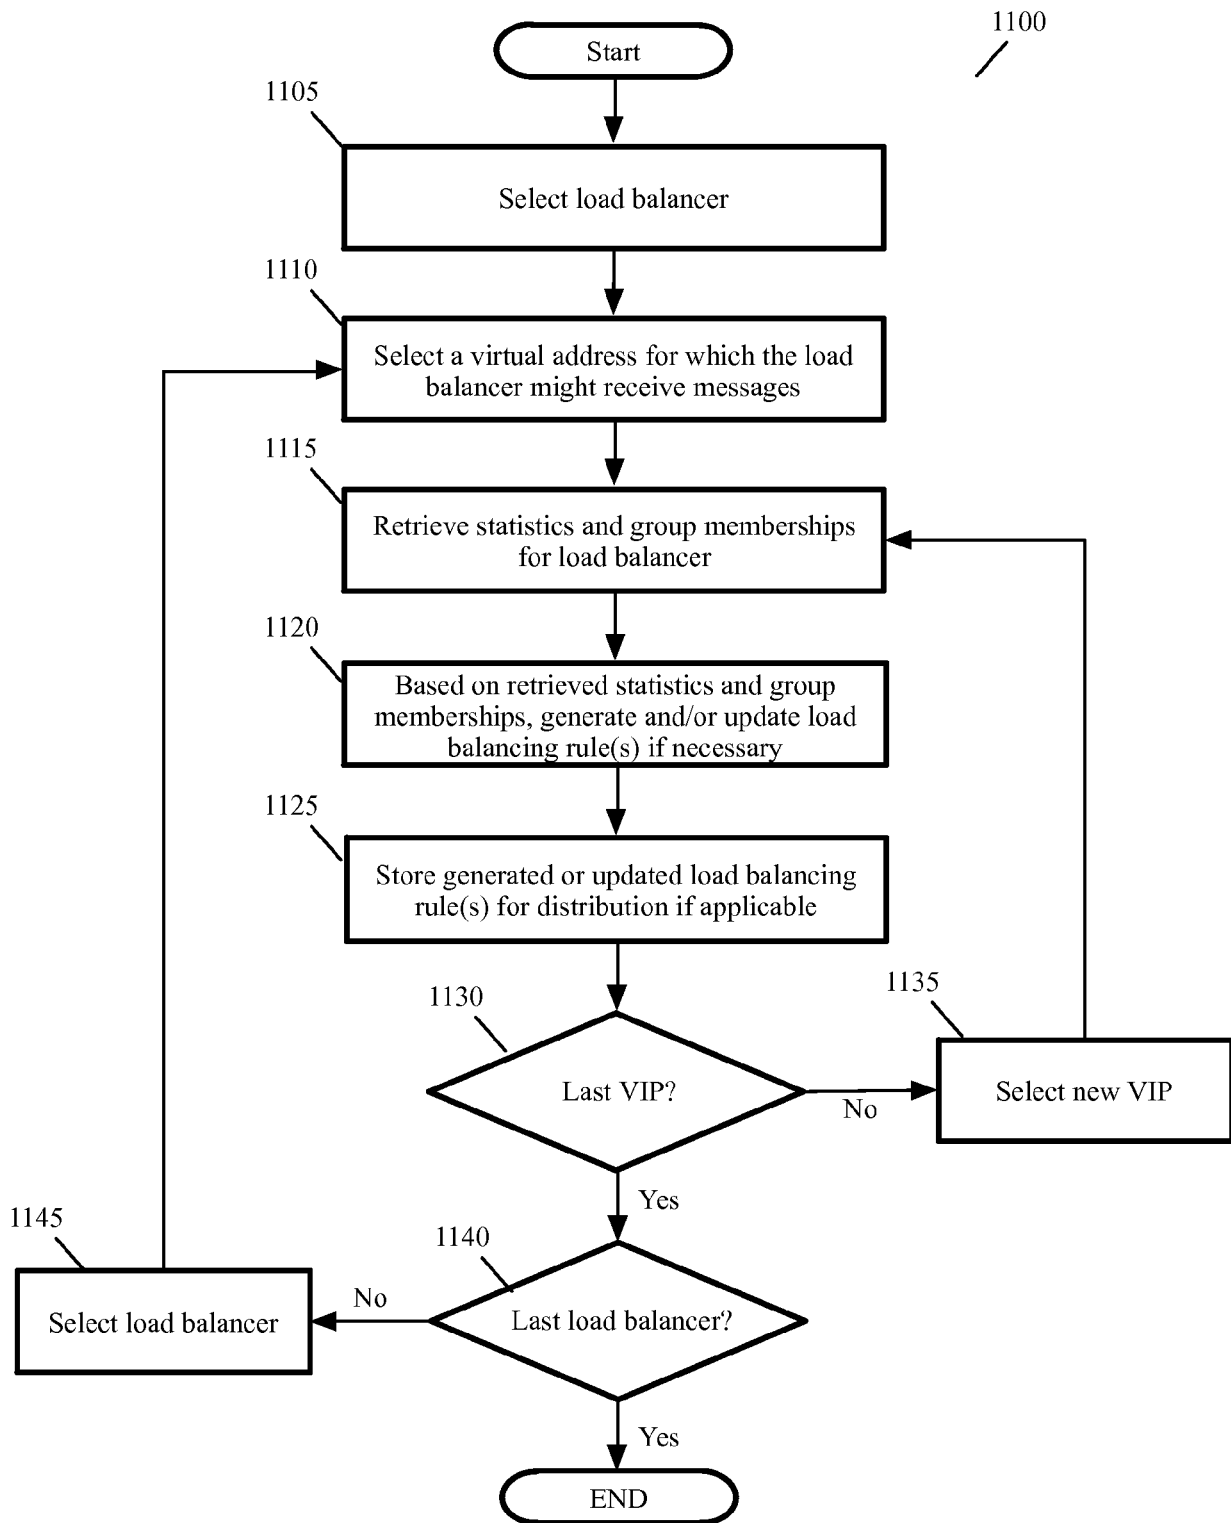 1100
Start
1105
Select load balancer
1110
Select a virtual address for which the load
balancer might receive messages
1115
Retrieve statistics and group memberships
for load balancer
1120
Based on retrieved statistics and group
memberships, generate and/or update load
balancing rule(s) if necessary
1125
Store generated or updated load balancing
rule(s) for distribution if applicable
1130
Last VIP?
No
1135
Select new VIP
Yes
1140
Last load balancer?
No
1145
Select load balancer
Yes
END